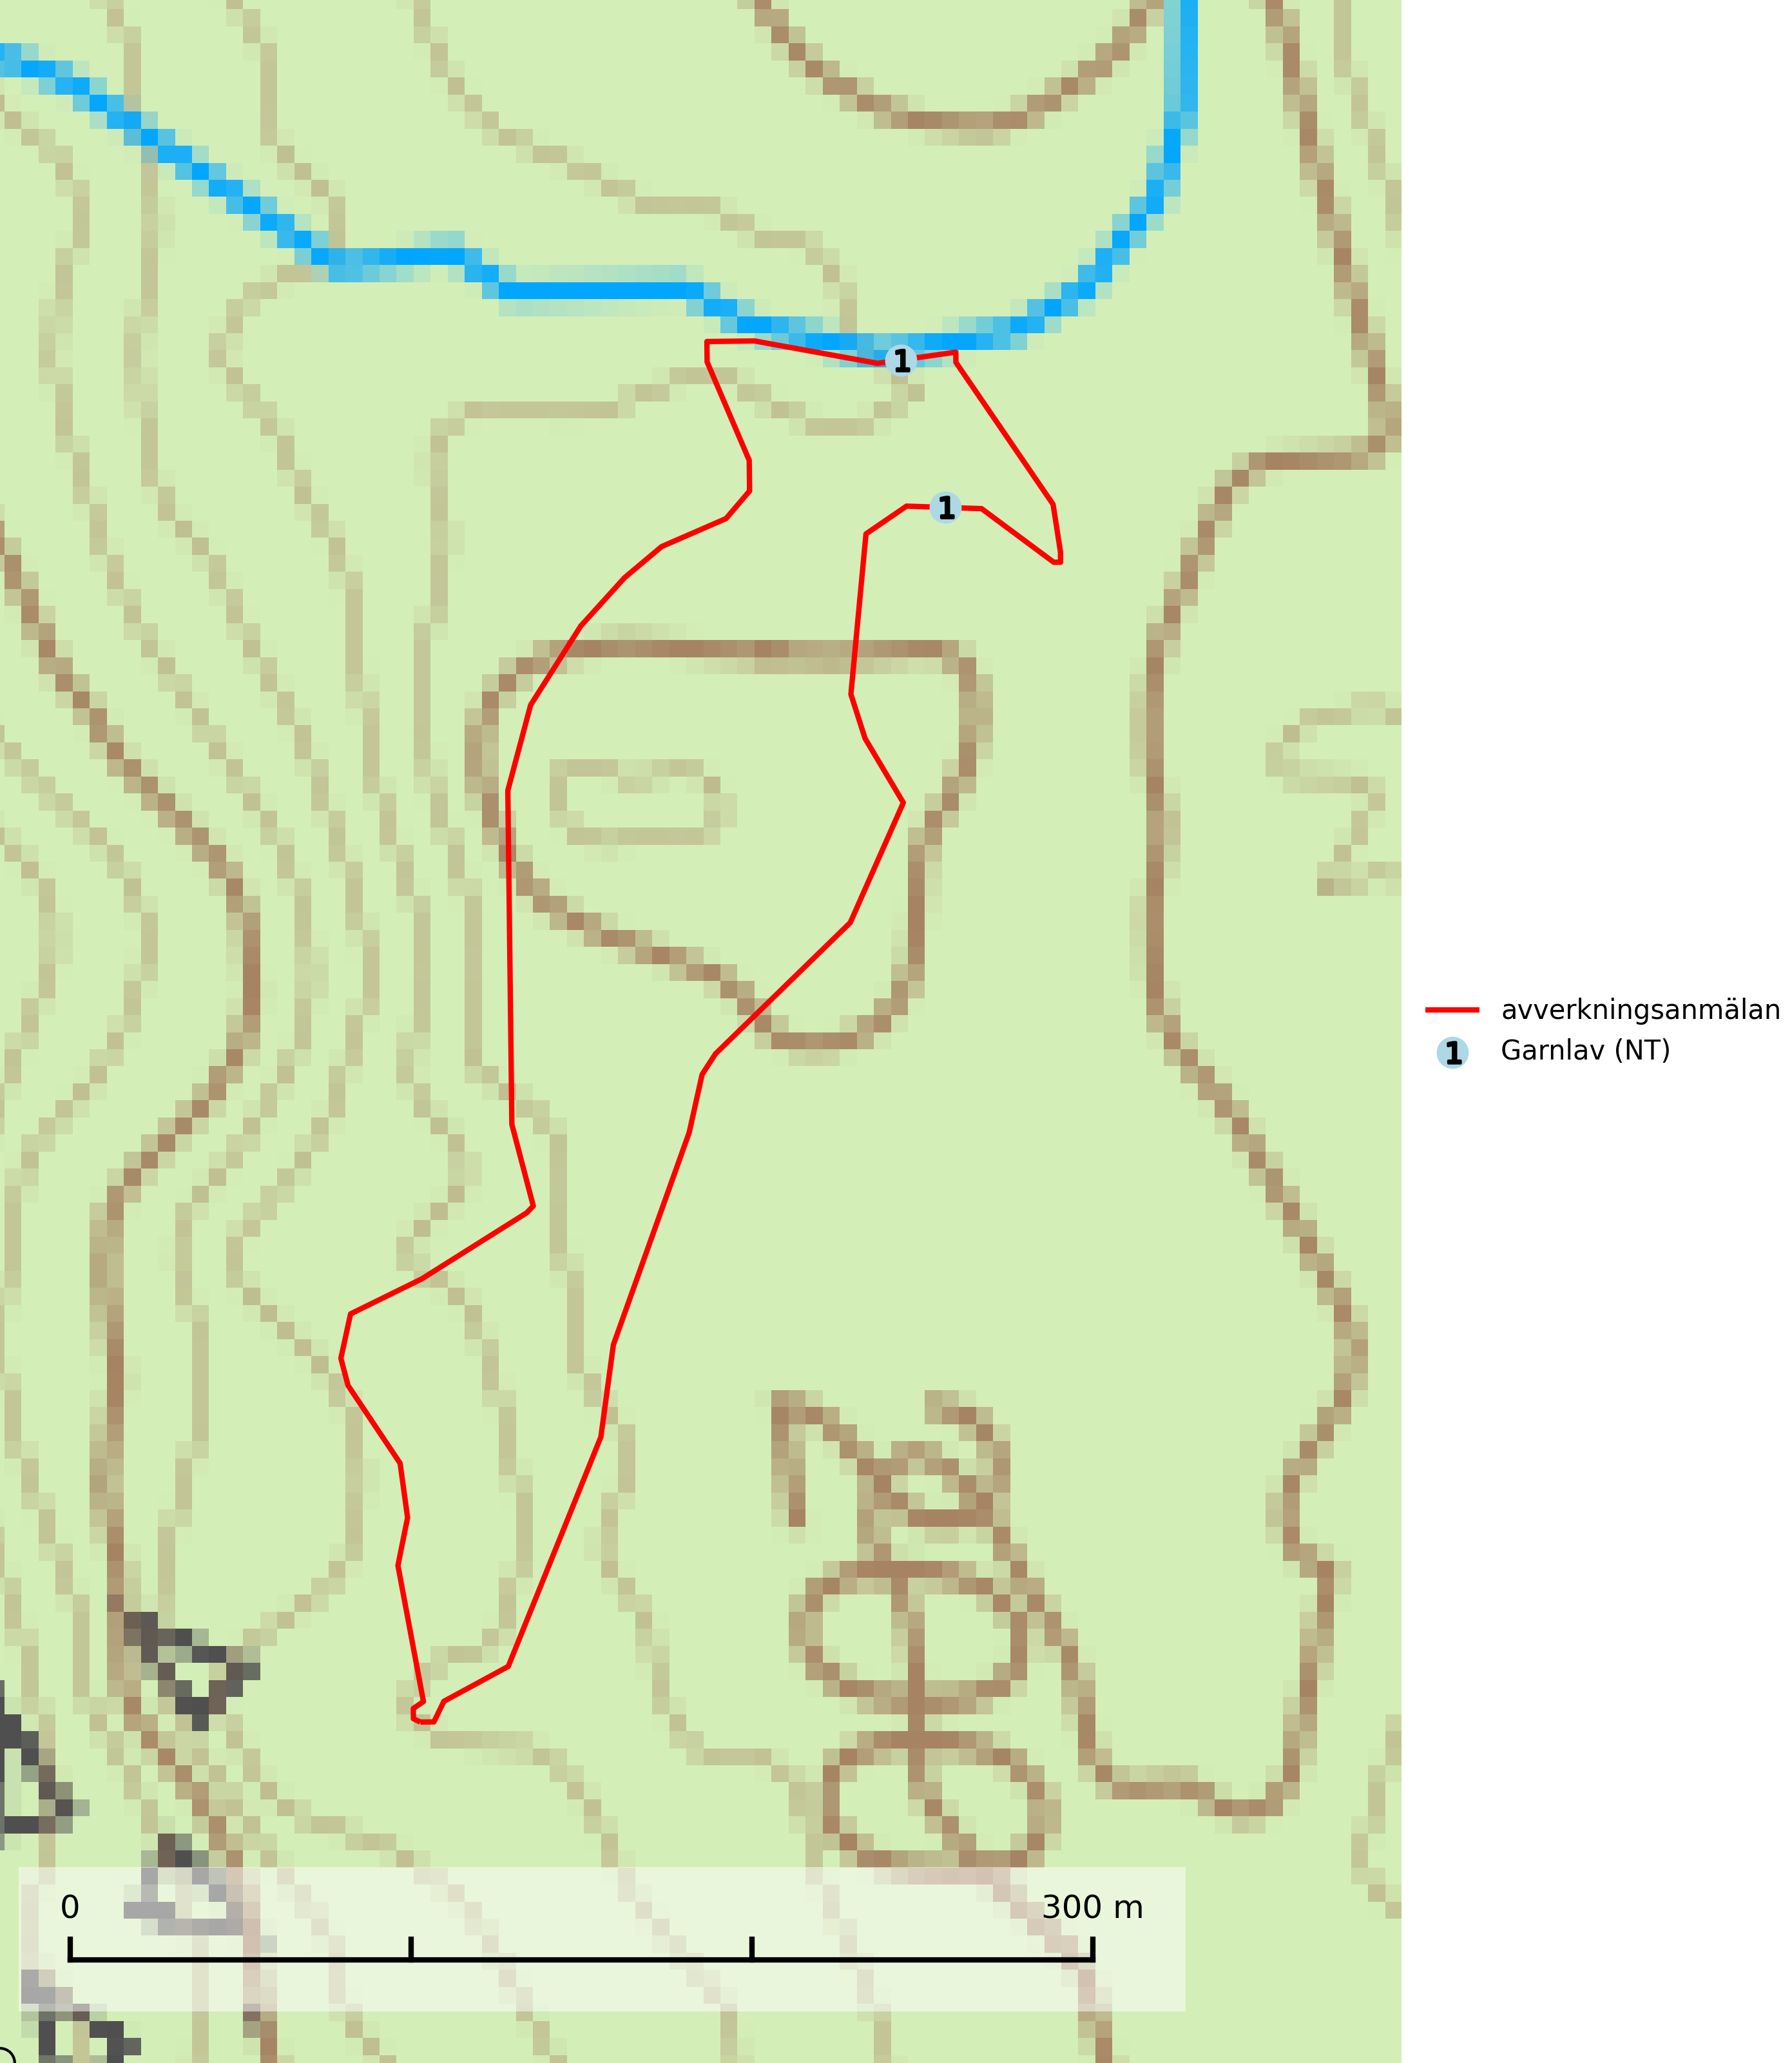 1
1
avverkningsanmälan
1 Garnlav (NT)
0 300 m